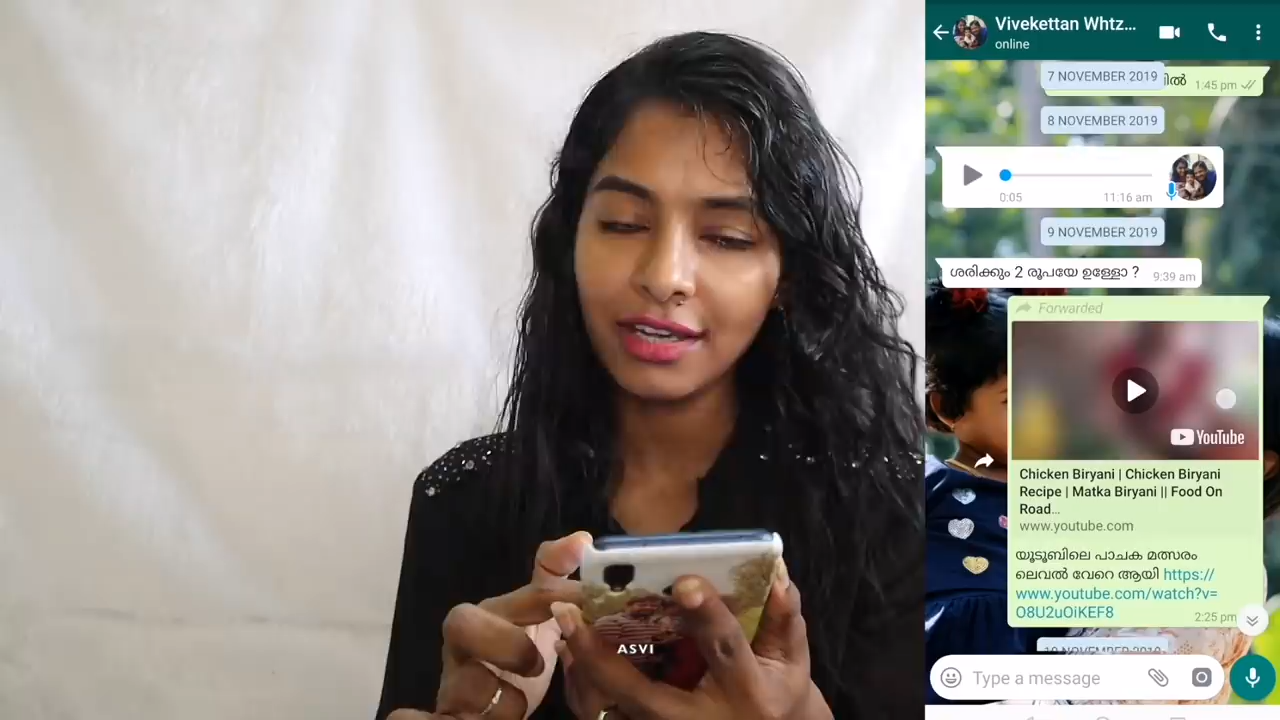 Vivekettan Whtz...
online
7 NOVEMBER 2019
ിൽ 1:45 pm
8 NOVEMBER 2019
0:05 11:16 am
9 NOVEMBER 2019
ശരിക്കും 2 രൂപയേ ഉള്ളോ ? 9:39 am
Forwarded
YouTube
Chicken Biryani | Chicken Biryani
Recipe | Matka Biryani || Food On
Road...
www.youtube.com
യൂടൂബിലെ പാചക മത്സരം
ലെവൽ വേറെ ആയി https://
www.youtube.com/watch?v=
O8U2uOiKEF8
2:25 pm
10 NOVEMBER 2019
Type a message
ASVI